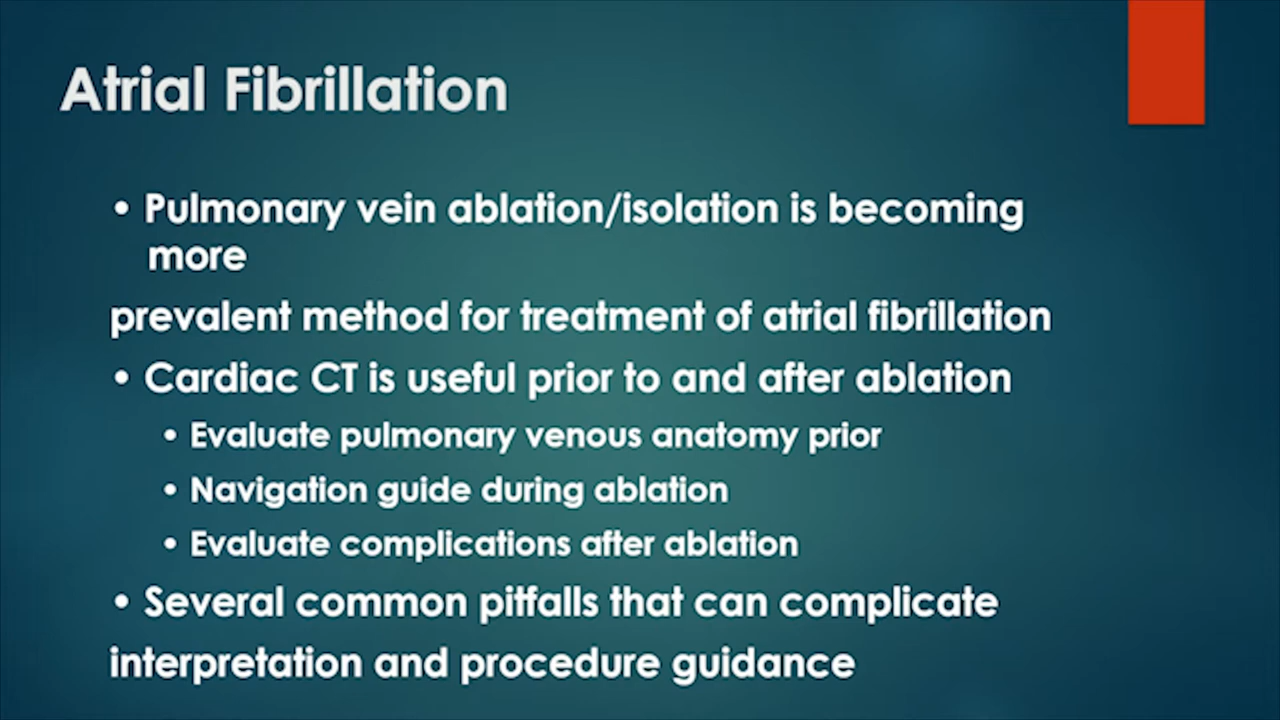 Atrial Fibrillation
• Pulmonary vein ablation/isolation is becoming
more
prevalent method for treatment of atrial fibrillation
• Cardiac CT is useful prior to and after ablation
• Evaluate pulmonary venous anatomy prior
• Navigation guide during ablation
• Evaluate complications after ablation
• Several common pitfalls that can complicate
interpretation and procedure guidance